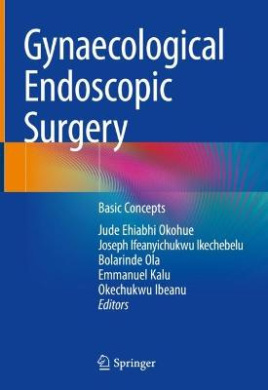 Gynaecological
Endoscopic
Surgery
Basic Concepts
Jude Ehiabhi Okohue
Joseph Ifeanyichukwu Ikechebelu
Bolarinde Ola
Emmanuel Kalu
Okechukwu Ibeanu
Editors
Springer